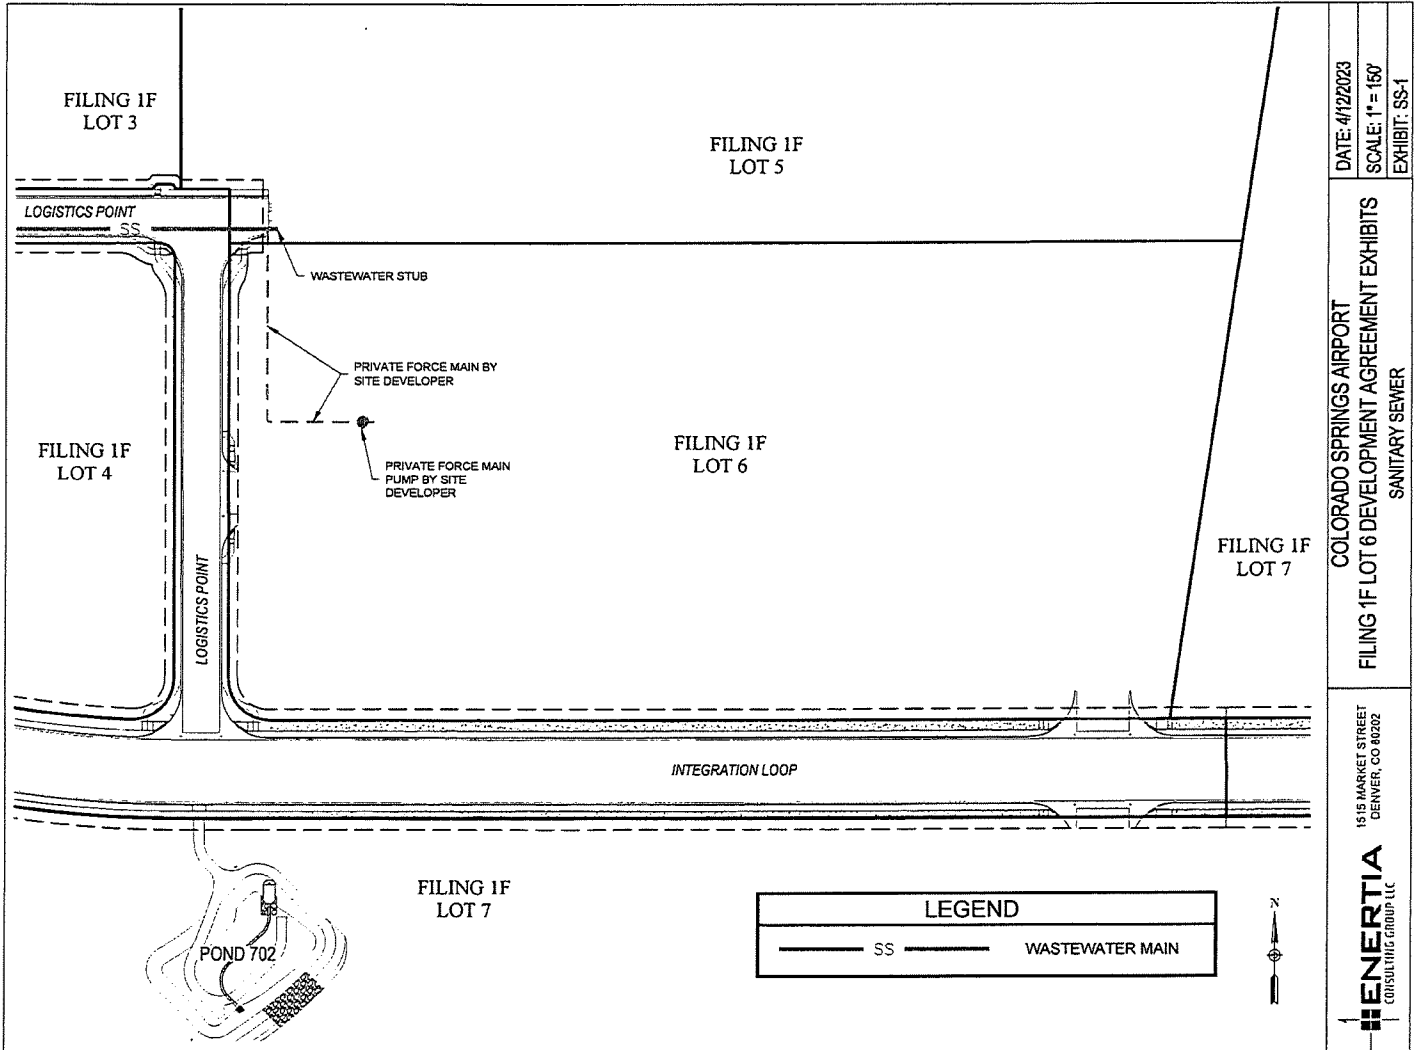 FILING 1F
LOT 3
FILING 1F
LOT 5
LOGISTICS POINT
SS
WASTEWATER STUB
PRIVATE FORCE MAIN BY
SITE DEVELOPER
FILING 1F
LOT 4
FILING 1F
LOT 6
PRIVATE FORCE MAIN
PUMP BY SITE
DEVELOPER
FILING 1F
LOT 7
LOGISTICS POINT
INTEGRATION LOOP
FILING 1F
LOT 7
POND 702
LEGEND
SS WASTEWATER MAIN
N
DATE: 4/12/2023
SCALE: 1" = 150'
EXHIBIT: SS-1
COLORADO SPRINGS AIRPORT
FILING 1F LOT 6 DEVELOPMENT AGREEMENT EXHIBITS
SANITARY SEWER
1515 MARKET STREET
DENVER, CO 80202
ENERTIA
CONSULTING GROUP LLC